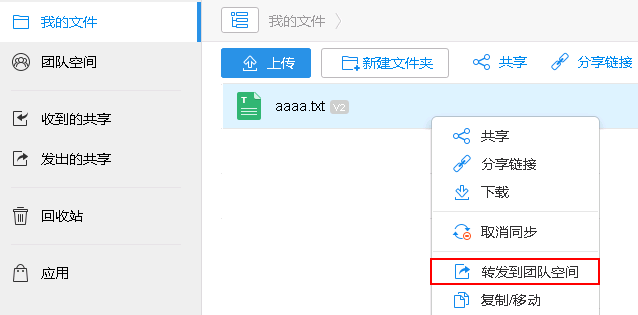 我的文件
团队空间
收到的共享
发出的共享
回收站
应用
我的文件
上传 新建文件夹 共享 分享链接
aaaa.txt V2
共享
分享链接
下载
取消同步
转发到团队空间
复制/移动